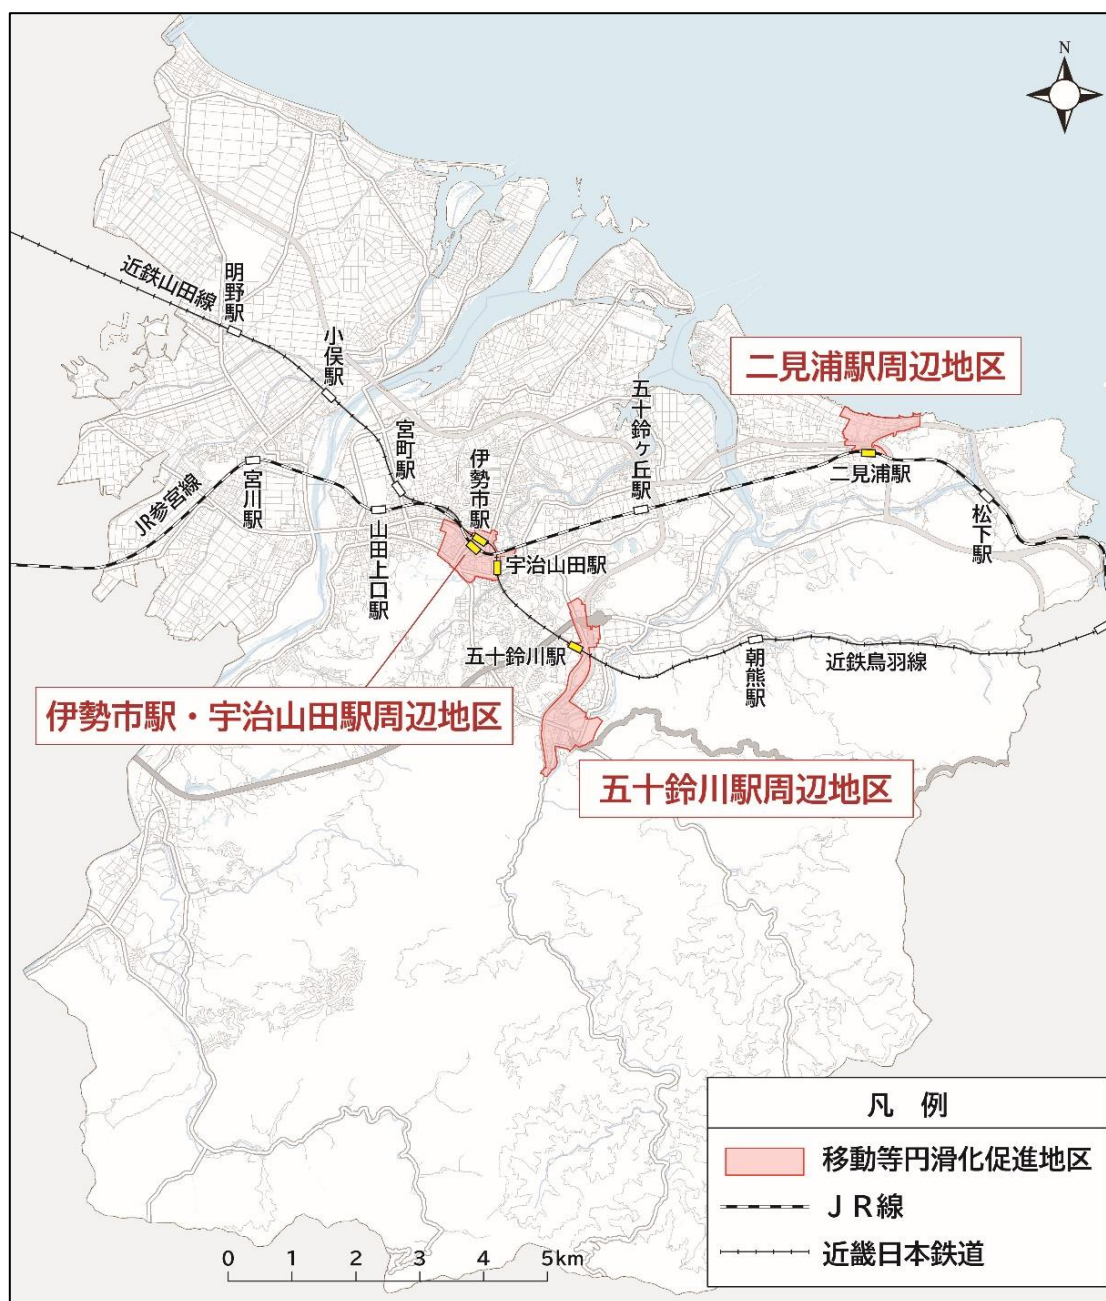 N
近鉄山田線
明野駅
小俣駅
宮町駅
伊勢市駅
五十鈴ヶ丘駅
二見浦駅周辺地区
二見浦駅
松下駅
JR参宮線
宮川駅
山田上口駅
宇治山田駅
五十鈴川駅
朝熊駅
近鉄鳥羽線
伊勢市駅・宇治山田駅周辺地区
五十鈴川駅周辺地区
凡 例
移動等円滑化促進地区
JR線
近畿日本鉄道
0 1 2 3 4 5km